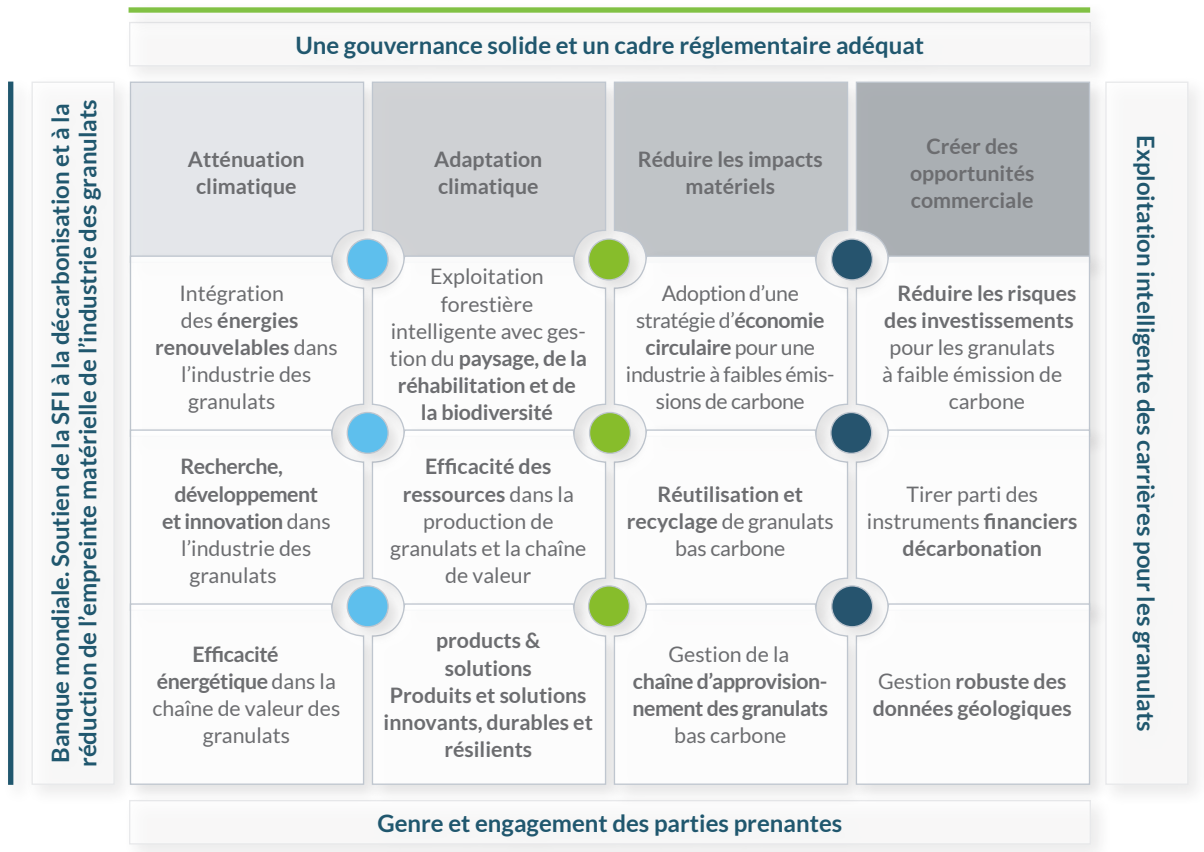 Une gouvernance solide et un cadre réglementaire adéquat
Banque mondiale. Soutien de la SFI à la décarbonisation et à la
réduction de l'empreinte matérielle de l'industrie des granulats
Atténuation
climatique
Adaptation
climatique
Réduire les impacts
matériels
Créer des
opportunités
commerciale
Intégration
des énergies
renouvelables dans
l'industrie des
granulats
Exploitation
forestière
intelligente avec ges-
tion du paysage, de la
réhabilitation et de
la biodiversité
Adoption d'une
stratégie d'économie
circulaire pour une
industrie à faibles émis-
sions de carbone
Réduire les risques
des investissements
pour les granulats
à faible émission de
carbone
Recherche,
développement
et innovation dans
l'industrie des
granulats
Efficacité des
ressources dans la
production de
granulats et la chaîne
de valeur
Réutilisation et
recyclage de granulats
bas carbone
Tirer parti des
instruments financiers
décarbonation
Efficacité
énergétique dans la
chaîne de valeur des
granulats
products &
solutions
Produits et solutions
innovants, durables et
résilients
Gestion de la
chaîne d'approvision-
nement des granulats
bas carbone
Gestion robuste des
données géologiques
Exploitation intelligente des carrières pour les granulats
Genre et engagement des parties prenantes